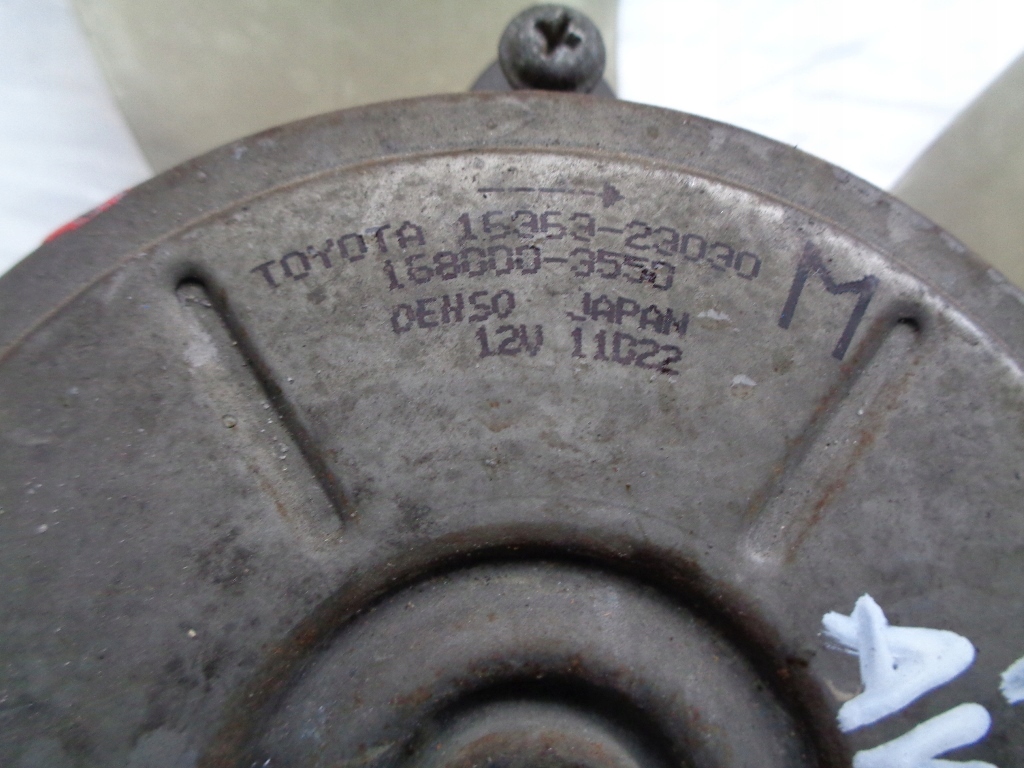 TOYOTA 16363-23030
168000-3550
DENSO JAPAN
12V 11D22
M